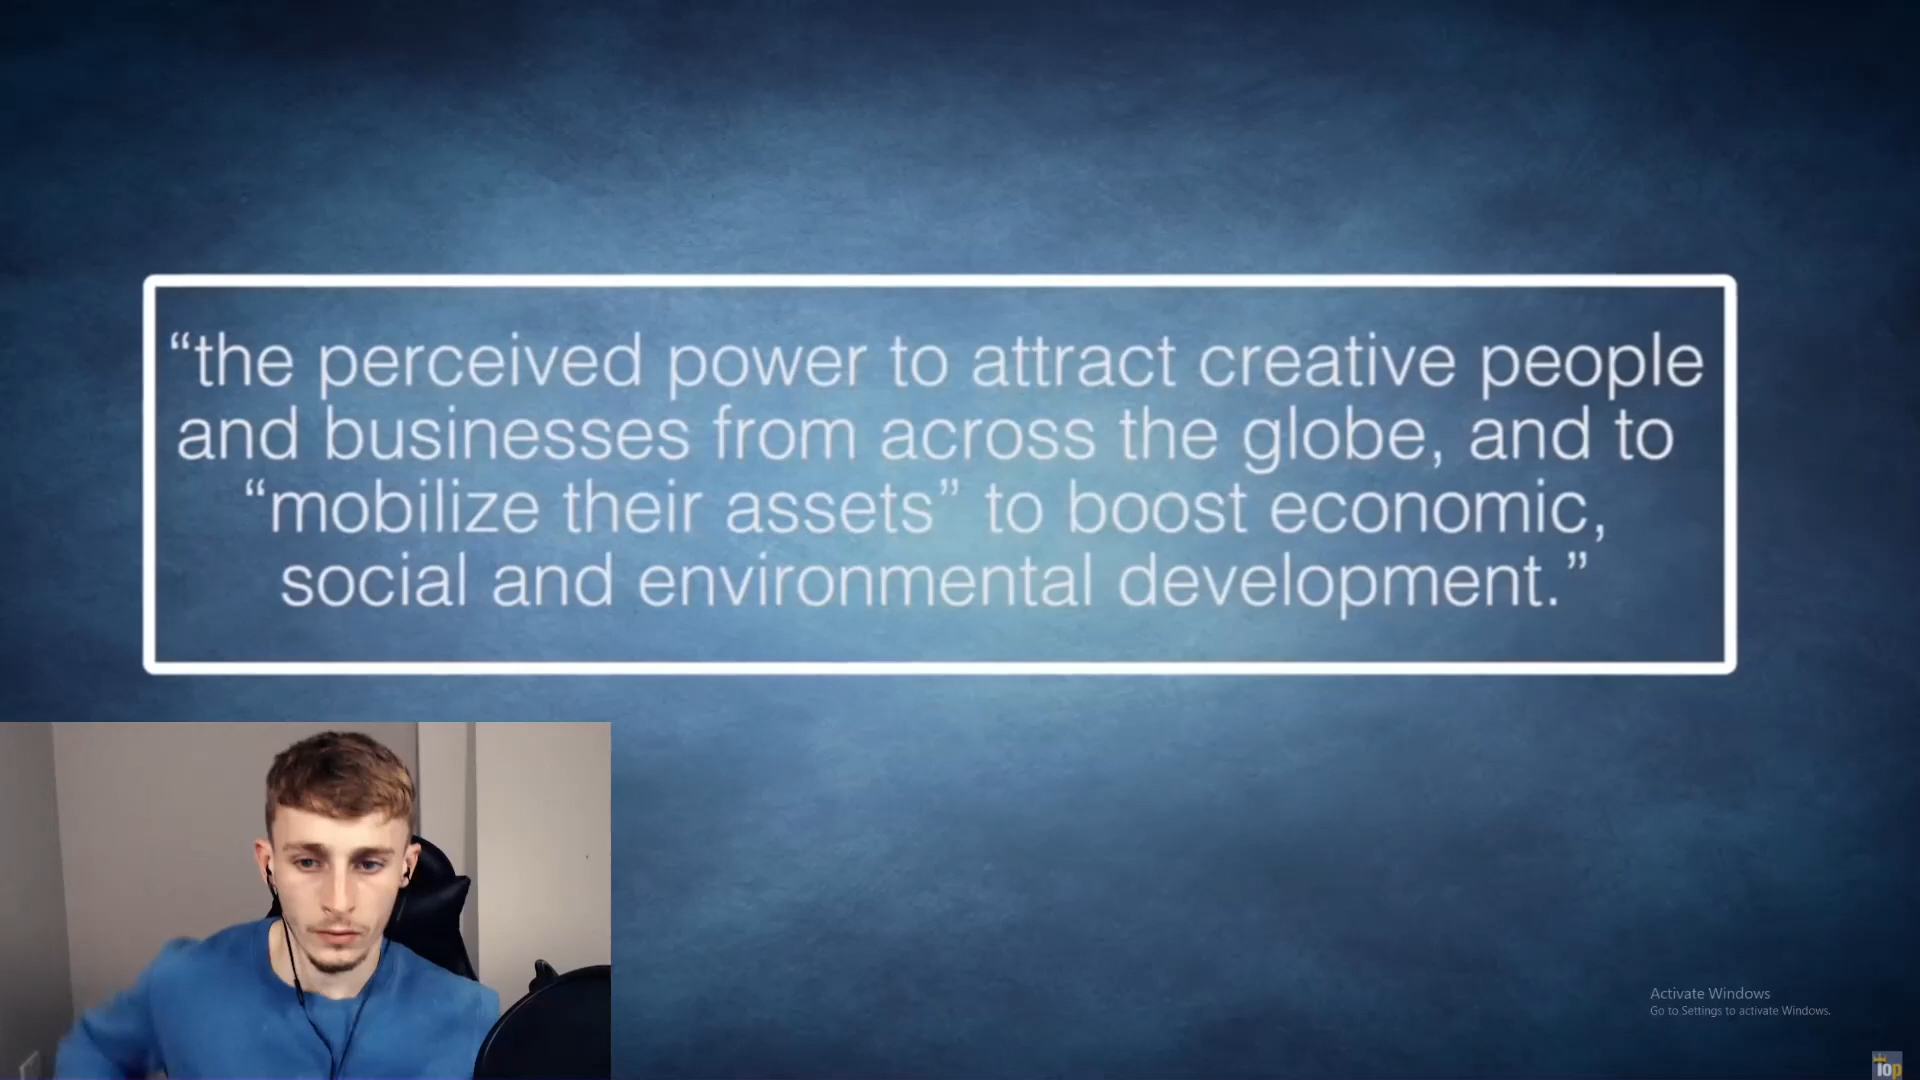 “the perceived power to attract creative people
and businesses from across the globe, and to
“mobilize their assets” to boost economic,
social and environmental development.”
Activate Windows
Go to Settings to activate Windows.
top